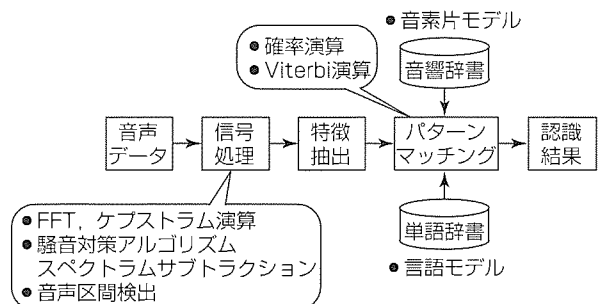 ●音素片モデル
●確率演算
●Viterbi演算
音響辞書
音声
データ
信号
処理
特徴
抽出
パターン
マッチング
認識
結果
●FFT，ケプストラム演算
●騒音対策アルゴリズム
スペクトラムサブトラクション
●音声区間検出
単語辞書
●言語モデル